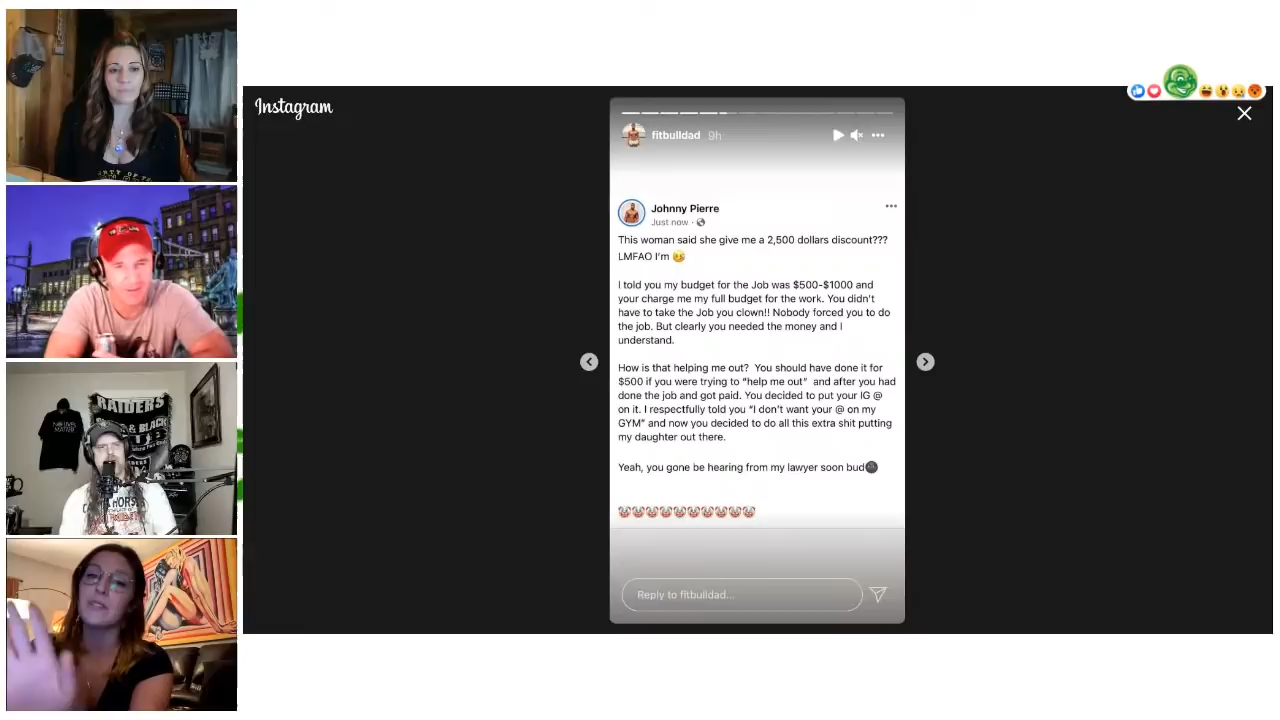 Instagram
fitbulldad 9h
Johnny Pierre
Just now ·
This woman said she give me a 2,500 dollars discount???
LMFAO I'm
I told you my budget for the Job was $500-$1000 and
your charge me my full budget for the work. You didn't
have to take the Job you clown!! Nobody forced you to do
the job. But clearly you needed the money and I
understand.
How is that helping me out? You should have done it for
$500 if you were trying to "help me out" and after you had
done the job and got paid. You decided to put your IG @
on it. I respectfully told you "I don't want your @ on my
GYM" and now you decided to do all this extra shit putting
my daughter out there.
Yeah, you gone be hearing from my lawyer soon bud
Reply to fitbulldad...
RAIDERS